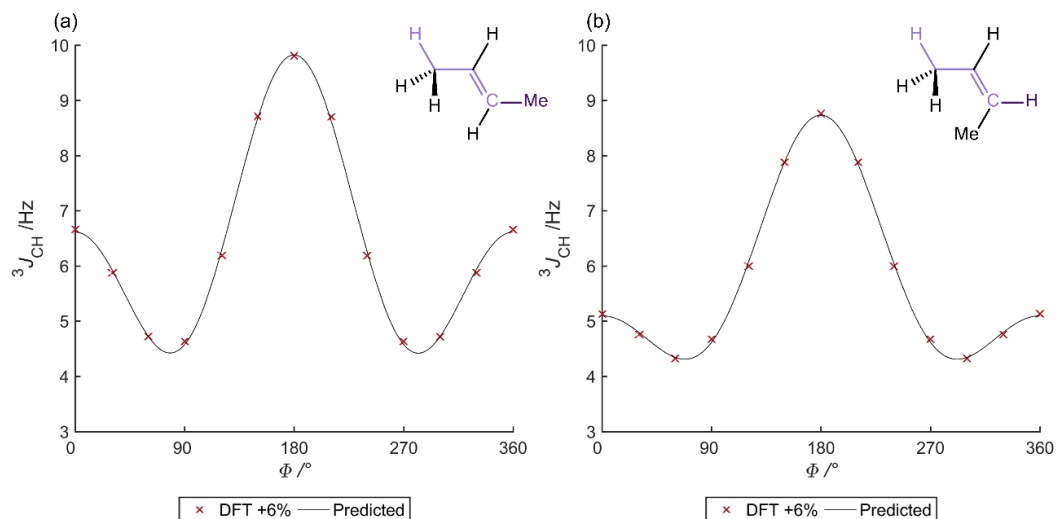 (a)
H
H
H
H
C
Me
H
10
9
8
7
6
5
4
3
³J_CH /Hz
0
90
180
270
360
Φ /°
× DFT +6% — Predicted
(b)
H
H
H
H
C
H
Me
10
9
8
7
6
5
4
3
³J_CH /Hz
0
90
180
270
360
Φ /°
× DFT +6% — Predicted